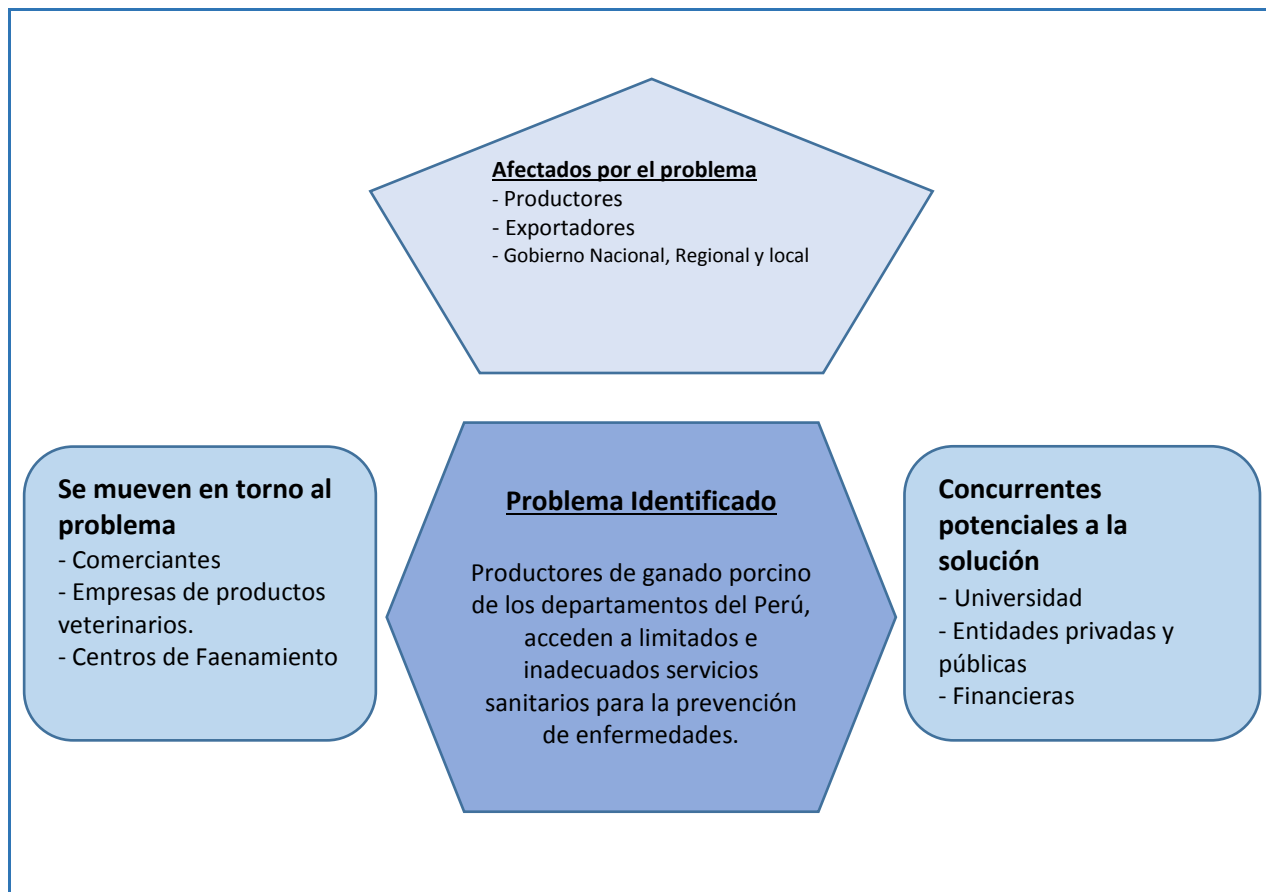 Afectados por el problema
- Productores
- Exportadores
- Gobierno Nacional, Regional y local
Se mueven en torno al
problema
- Comerciantes
- Empresas de productos
veterinarios.
- Centros de Faenamiento
Problema Identificado
Productores de ganado porcino
de los departamentos del Perú,
acceden a limitados e
inadecuados servicios
sanitarios para la prevención
de enfermedades.
Concurrentes
potenciales a la
solución
- Universidad
- Entidades privadas y
públicas
- Financieras